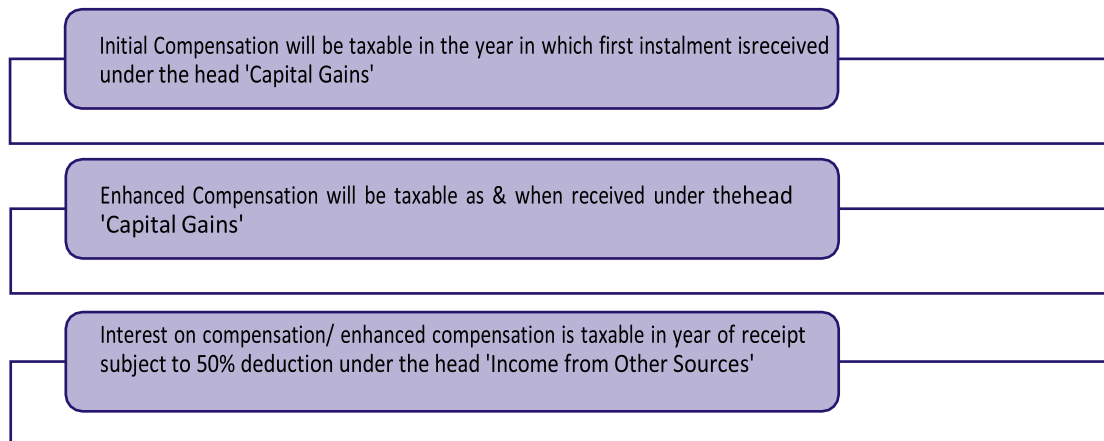 Initial Compensation will be taxable in the year in which first instalment isreceived
under the head 'Capital Gains'
Enhanced Compensation will be taxable as & when received under thehead
'Capital Gains'
Interest on compensation/ enhanced compensation is taxable in year of receipt
subject to 50% deduction under the head 'Income from Other Sources'